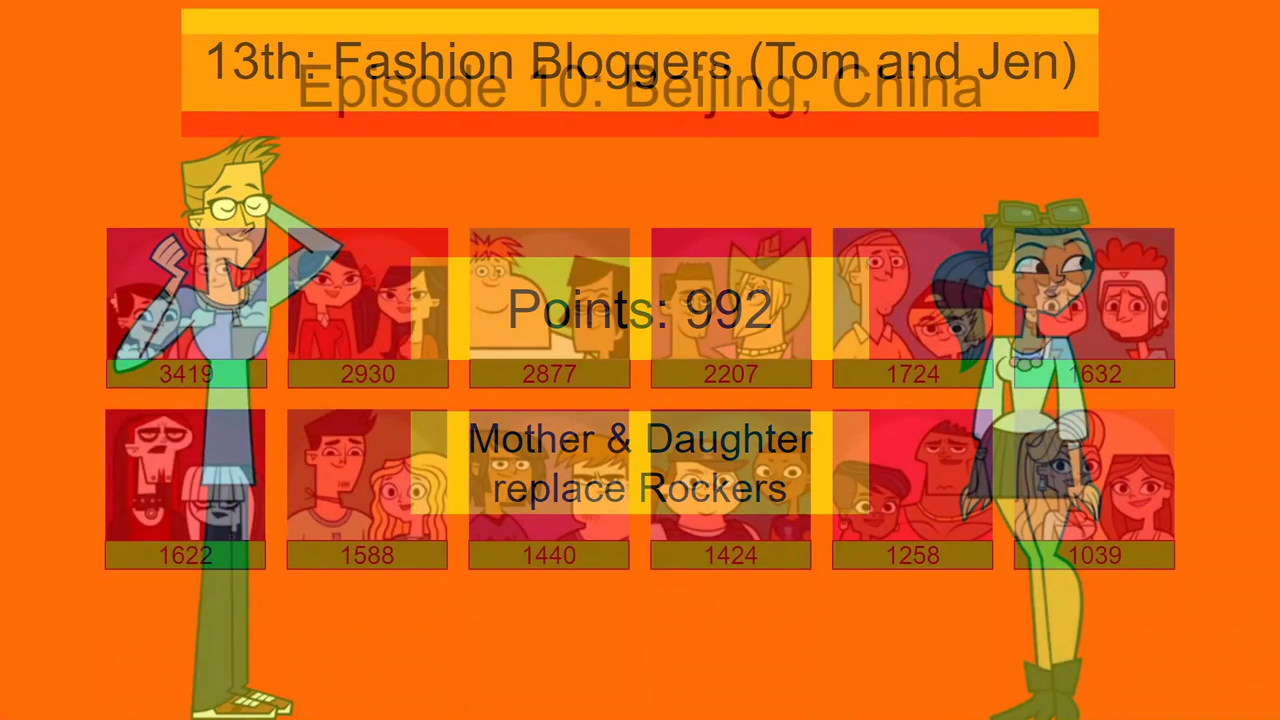 13th: Fashion Bloggers (Tom and Jen)
Episode 10: Beijing, China
Points: 992
3419 2930 2877 2207 1724 1632
Mother & Daughter
replace Rockers
1622 1588 1440 1424 1258 1039